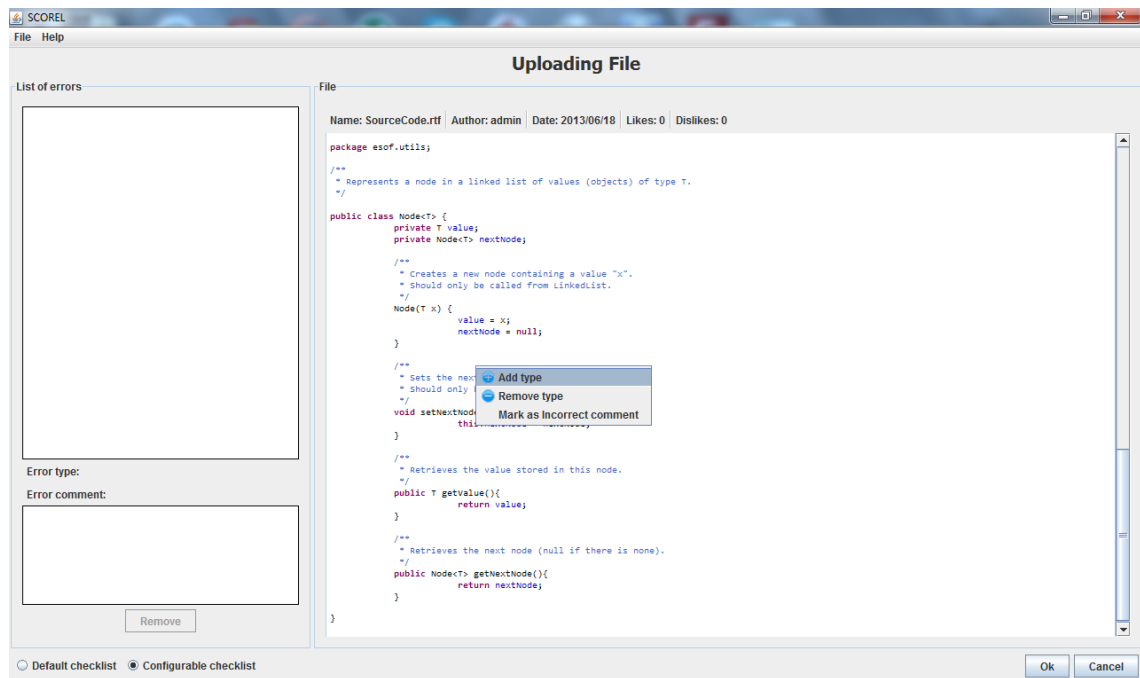 SCOREL
File Help
Uploading File
List of errors
File
Name: SourceCode.rtf Author: admin Date: 2013/06/18 Likes: 0 Dislikes: 0
package esof.utils;
/**
* Represents a node in a linked list of values (objects) of type T.
*/
public class Node<T> {
private T value;
private Node<T> nextNode;
/**
* Creates a new node containing a value "x".
* Should only be called from LinkedList.
*/
Node(T x) {
value = x;
nextNode = null;
}
/**
* Sets the nex
* Should only
*/
void setNextNod
Add type
Remove type
Mark as Incorrect comment
}
/**
* Retrieves the value stored in this node.
*/
public T getValue(){
return value;
}
/**
* Retrieves the next node (null if there is none).
*/
public Node<T> getNextNode(){
return nextNode;
}
}
Error type:
Error comment:
Remove
Default checklist Configurable checklist
Ok Cancel